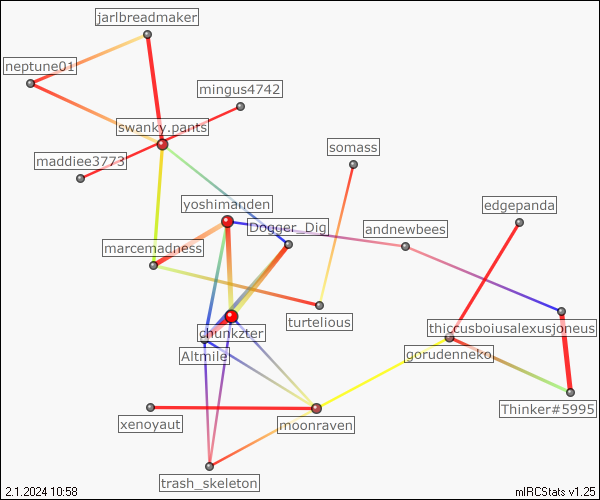 jarlbreadmaker
neptune01
mingus4742
swanky.pants
somass
maddiee3773
yoshimanden
edgepanda
Dogger_Dig
andnewbees
marcemadness
turtelious
thiccusboiusalexusjoneus
chunkzter
Altmile
gorudenneko
Thinker#5995
xenoyaut
moonraven
trash_skeleton
2.1.2024 10:58
mIRCStats v1.25